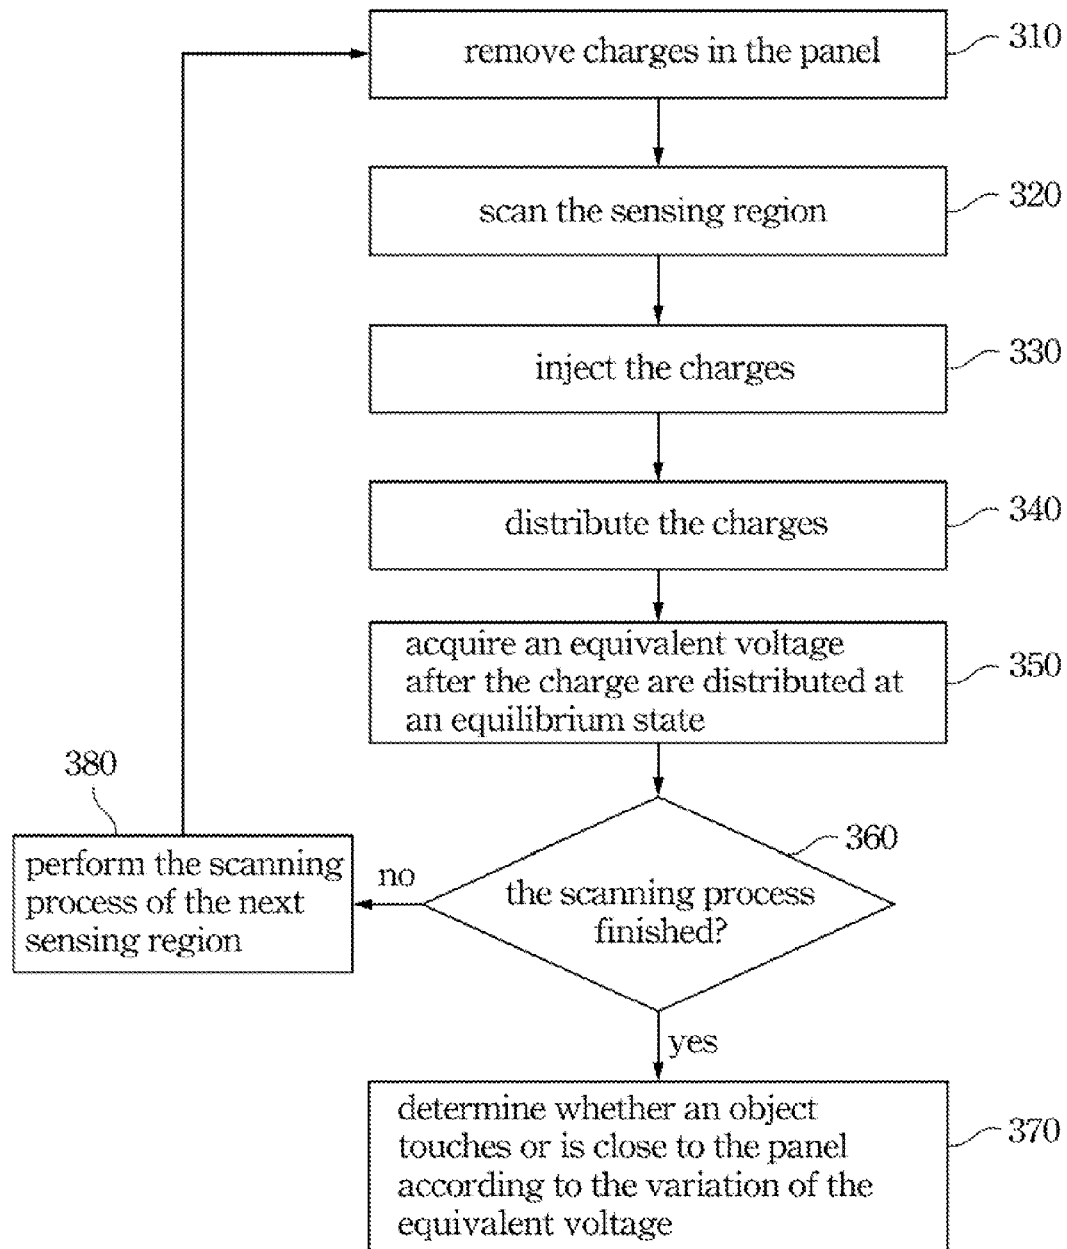 remove charges in the panel
310
scan the sensing region
320
inject the charges
330
distribute the charges
340
acquire an equivalent voltage
after the charge are distributed at
an equilibrium state
350
360
the scanning process
finished?
no
380
perform the scanning
process of the next
sensing region
yes
determine whether an object
touches or is close to the panel
according to the variation of the
equivalent voltage
370